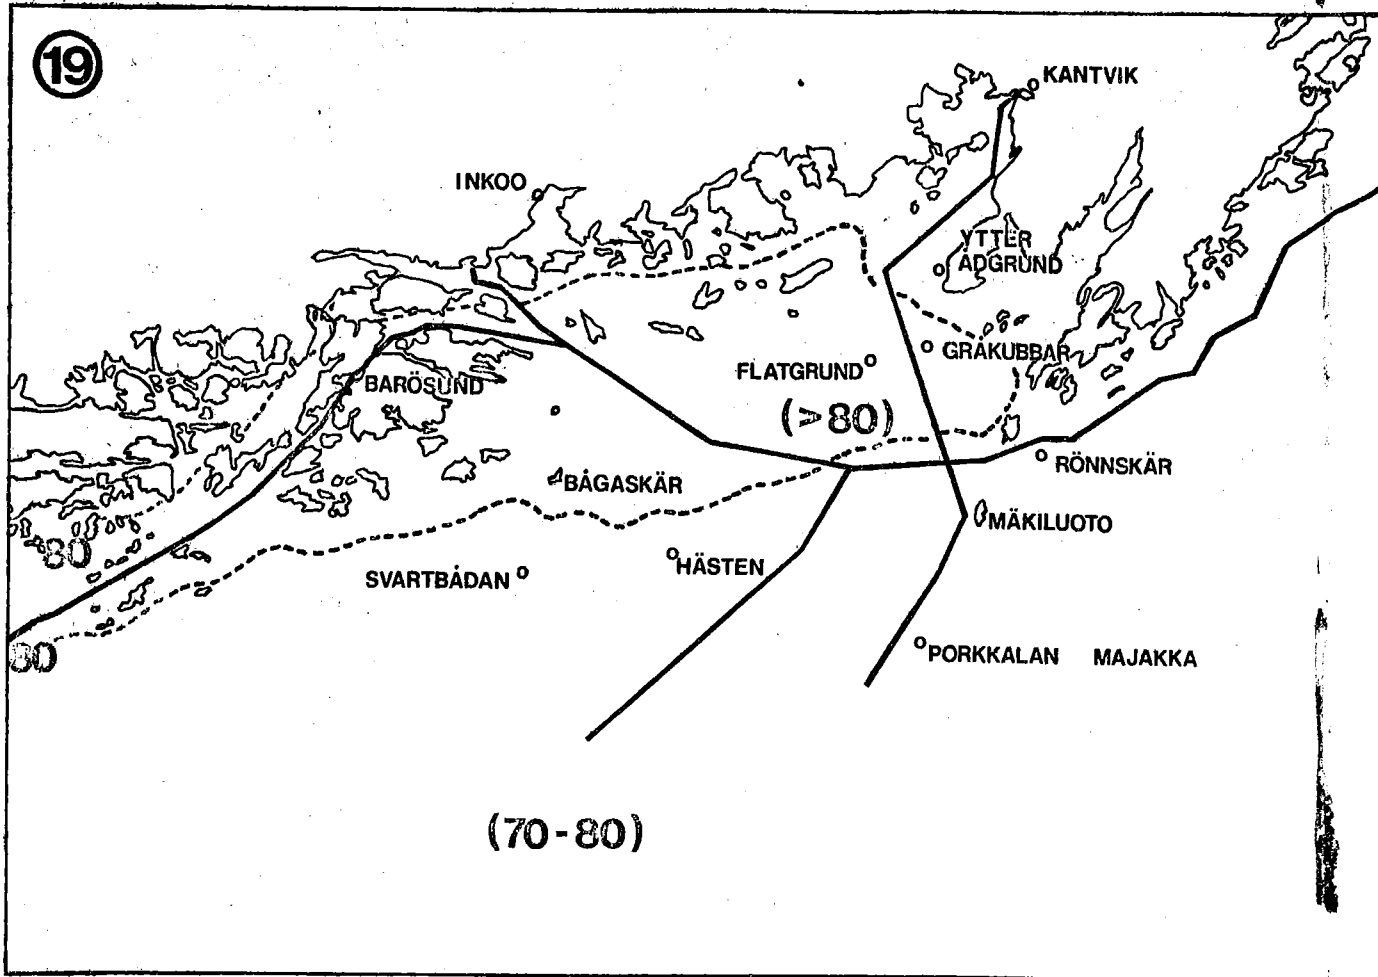 19
KANTVIK
INKOO
YTTER
ÅDGRUND
GRÅKUBBAR
FLATGRUND
BARÖSUND
(>80)
RÖNNSKÄR
BÅGASKÄR
MÄKILUOTO
80
HÄSTEN
SVARTBÅDAN
80
PORKKALAN MAJAKKA
(70-80)